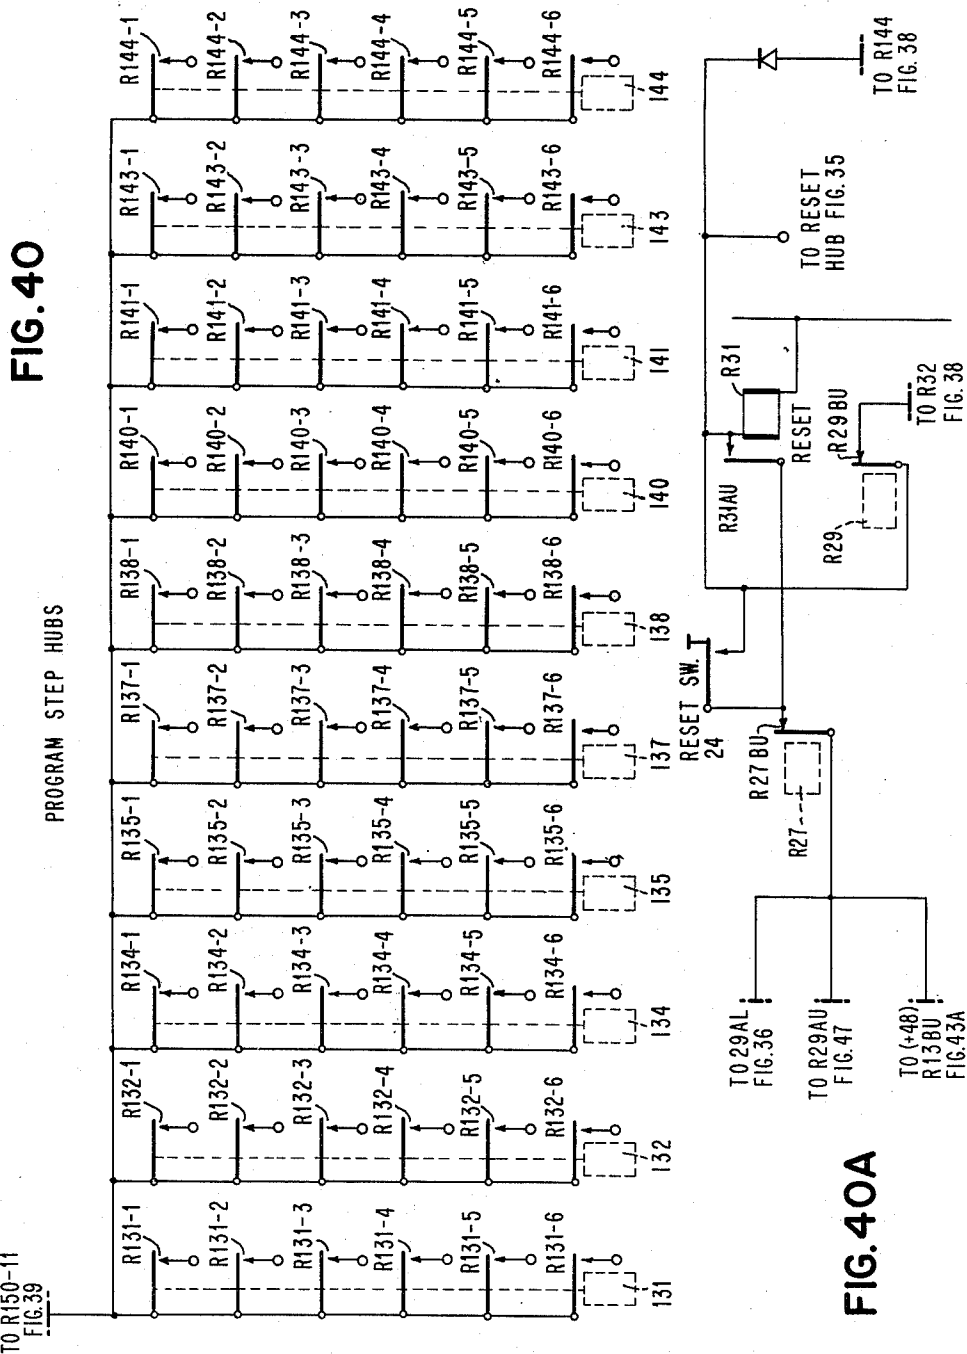 FIG. 40
PROGRAM STEP HUBS
TO R150-11
FIG.39
R131-1
R131-2
R131-3
R131-4
R131-5
R131-6
131
R132-1
R132-2
R132-3
R132-4
R132-5
R132-6
132
R134-1
R134-2
R134-3
R134-4
R134-5
R134-6
134
R135-1
R135-2
R135-3
R135-4
R135-5
R135-6
135
R137-1
R137-2
R137-3
R137-4
R137-5
R137-6
137
R138-1
R138-2
R138-3
R138-4
R138-5
R138-6
138
R140-1
R140-2
R140-3
R140-4
R140-5
R140-6
140
R141-1
R141-2
R141-3
R141-4
R141-5
R141-6
141
R143-1
R143-2
R143-3
R143-4
R143-5
R143-6
143
R144-1
R144-2
R144-3
R144-4
R144-5
R144-6
144
FIG. 40A
TO 29AL
FIG.36
TO R29AU
FIG.47
TO (+48)
R13BU
FIG.43A
R27
R27BU
RESET SW.
24
R31AU
R31
RESET
R29
R29BU
TO R32
FIG. 38
TO RESET
HUB FIG. 35
TO R144
FIG. 38